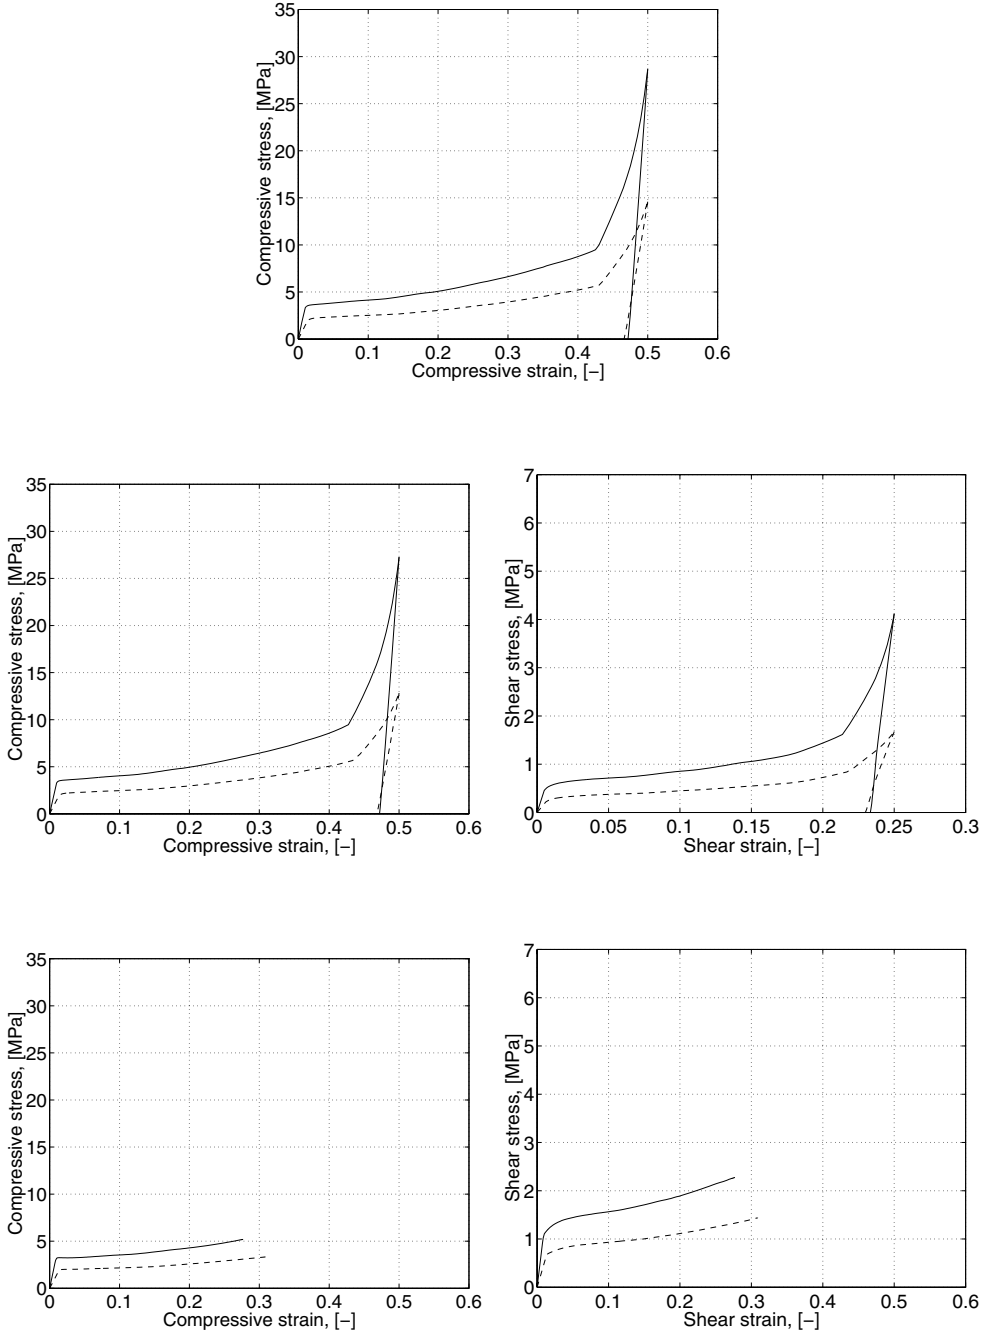 35
30
25
20
15
10
5
0
Compressive stress, [MPa]
0 0.1 0.2 0.3 0.4 0.5 0.6
Compressive strain, [−]
35
30
25
20
15
10
5
0
Compressive stress, [MPa]
0 0.1 0.2 0.3 0.4 0.5 0.6
Compressive strain, [−]
7
6
5
4
3
2
1
0
Shear stress, [MPa]
0 0.05 0.1 0.15 0.2 0.25 0.3
Shear strain, [−]
35
30
25
20
15
10
5
0
Compressive stress, [MPa]
0 0.1 0.2 0.3 0.4 0.5 0.6
Compressive strain, [−]
7
6
5
4
3
2
1
0
Shear stress, [MPa]
0 0.1 0.2 0.3 0.4 0.5 0.6
Shear strain, [−]